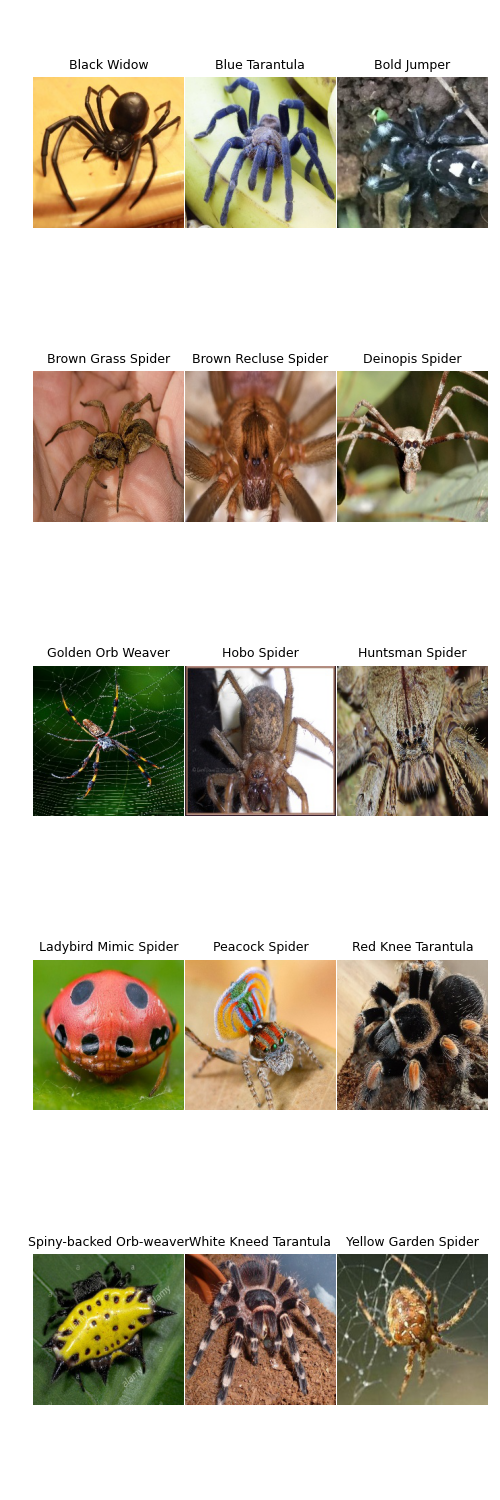 Black Widow
Blue Tarantula
Bold Jumper
Brown Grass Spider
Brown Recluse Spider
Deinopis Spider
Golden Orb Weaver
Hobo Spider
Huntsman Spider
Ladybird Mimic Spider
Peacock Spider
Red Knee Tarantula
Spiny-backed Orb-weaver
White Kneed Tarantula
Yellow Garden Spider
alamy